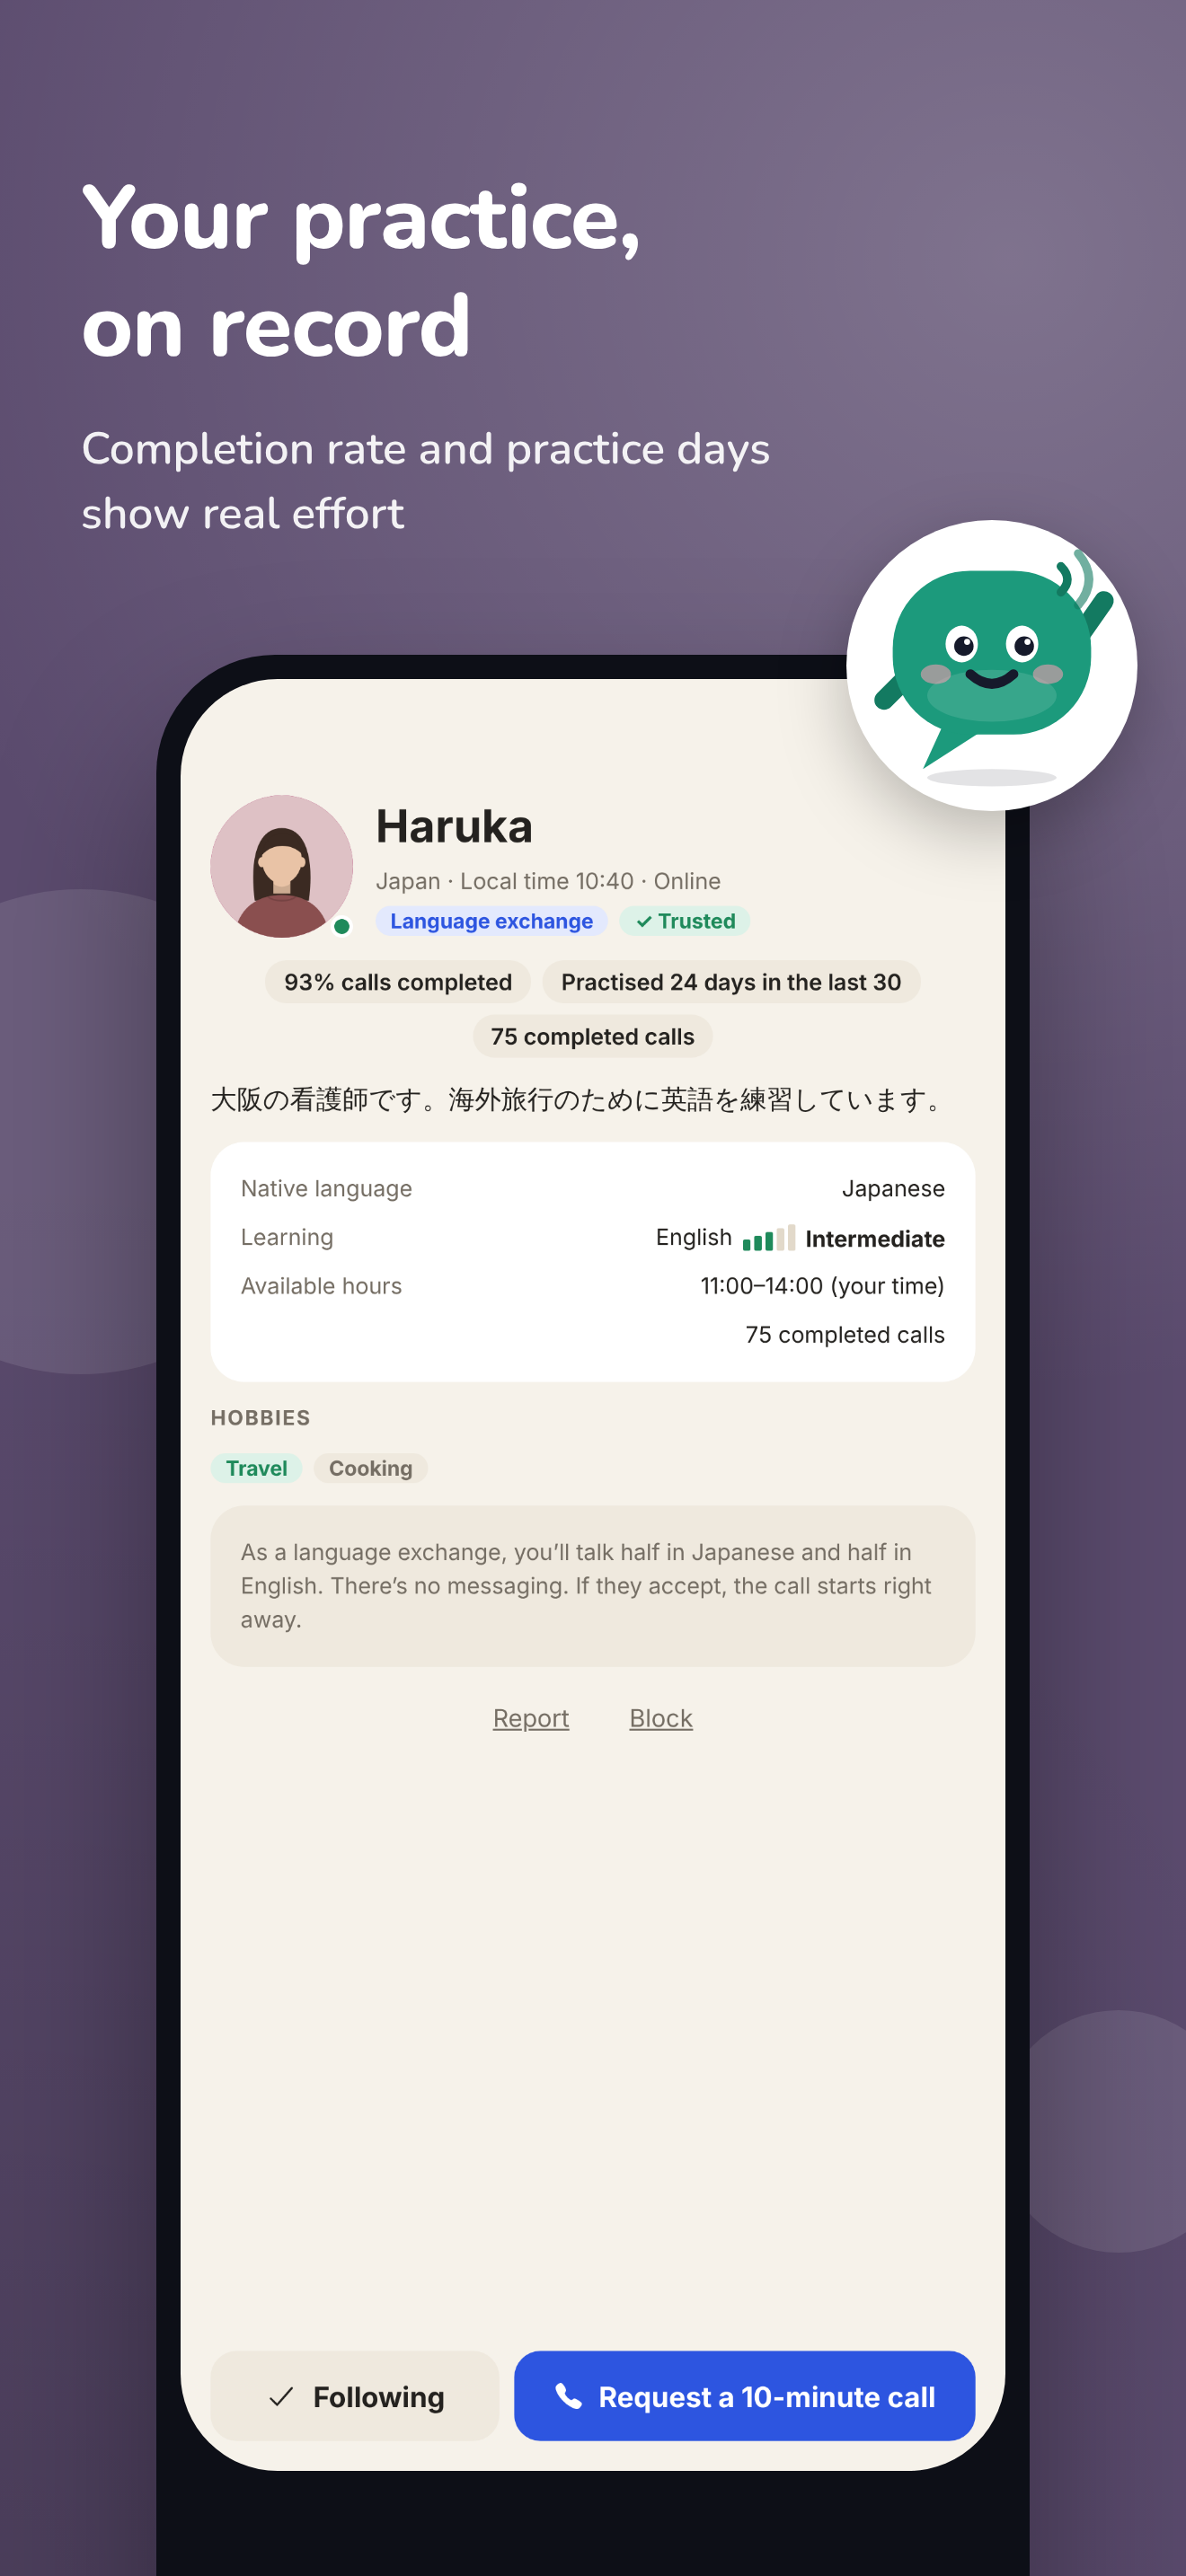 Your practice,
on record
Completion rate and practice days
show real effort
Haruka
Japan · Local time 10:40 · Online
Language exchange ✓ Trusted
93% calls completed Practised 24 days in the last 30
75 completed calls
大阪の看護師です。海外旅行のために英語を練習しています。
Native language Japanese
Learning English Intermediate
Available hours 11:00–14:00 (your time)
75 completed calls
HOBBIES
Travel Cooking
As a language exchange, you’ll talk half in Japanese and half in
English. There’s no messaging. If they accept, the call starts right
away.
Report Block
✓ Following Request a 10-minute call